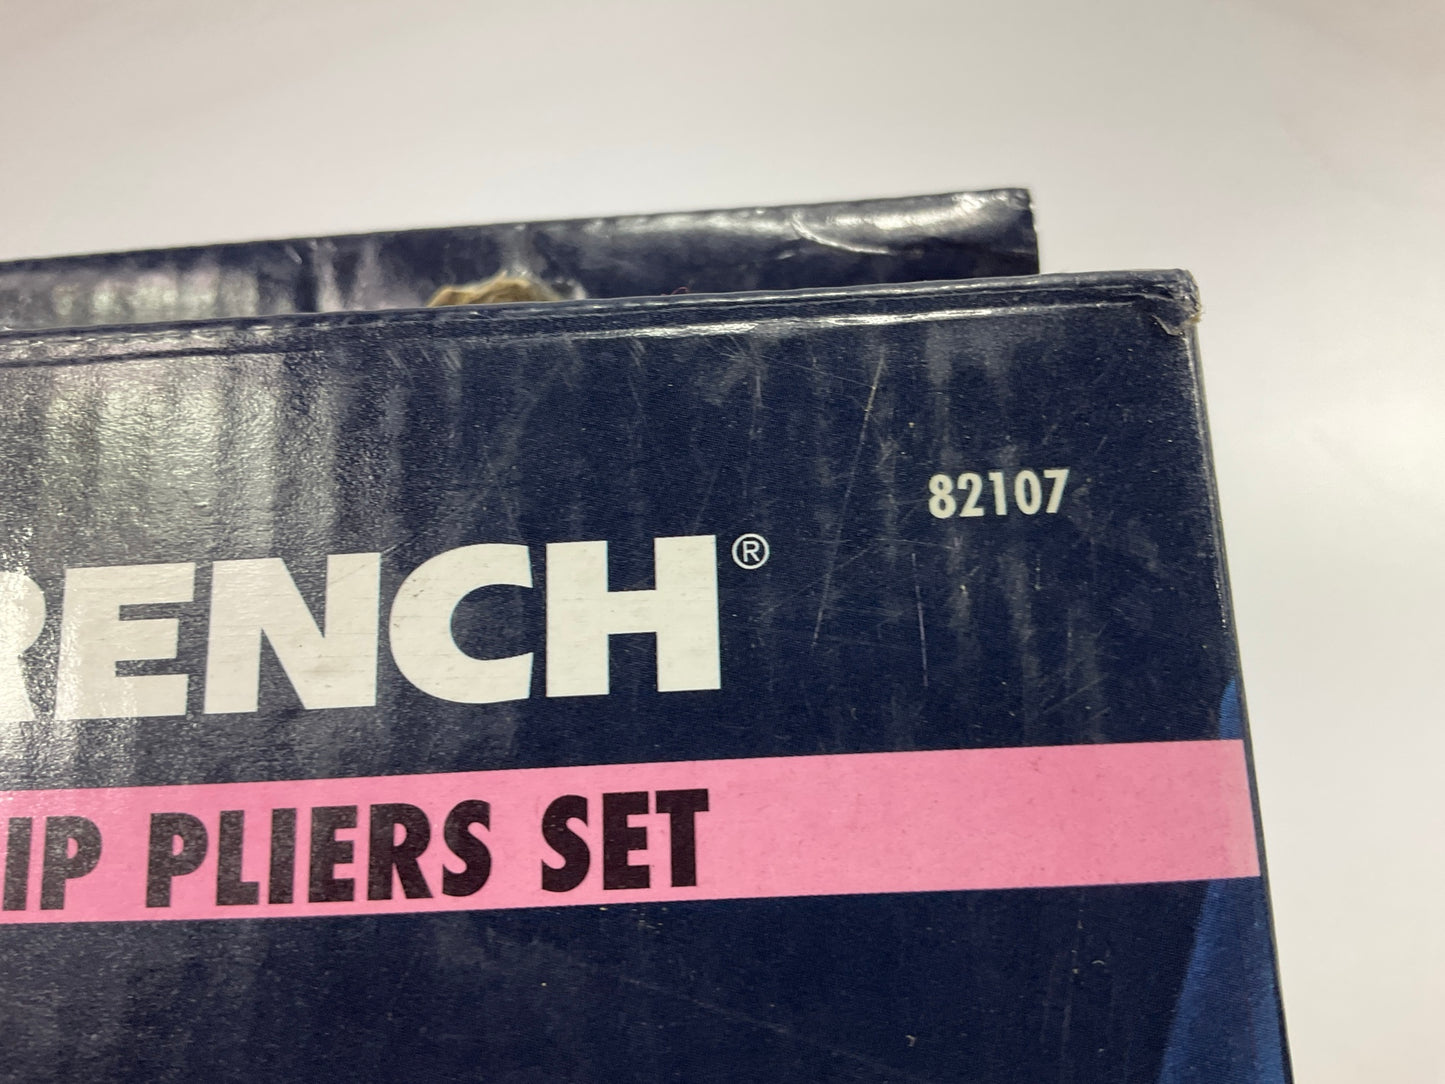 82107
RENCH®
IP PLIERS SET